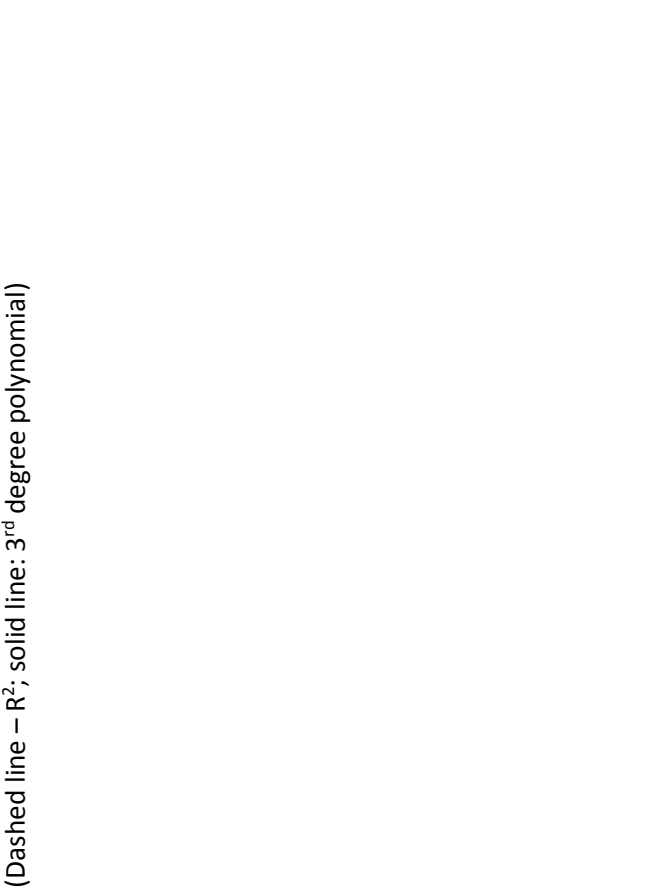 (Dashed line – R²; solid line: 3ʳᵈ degree polynomial)